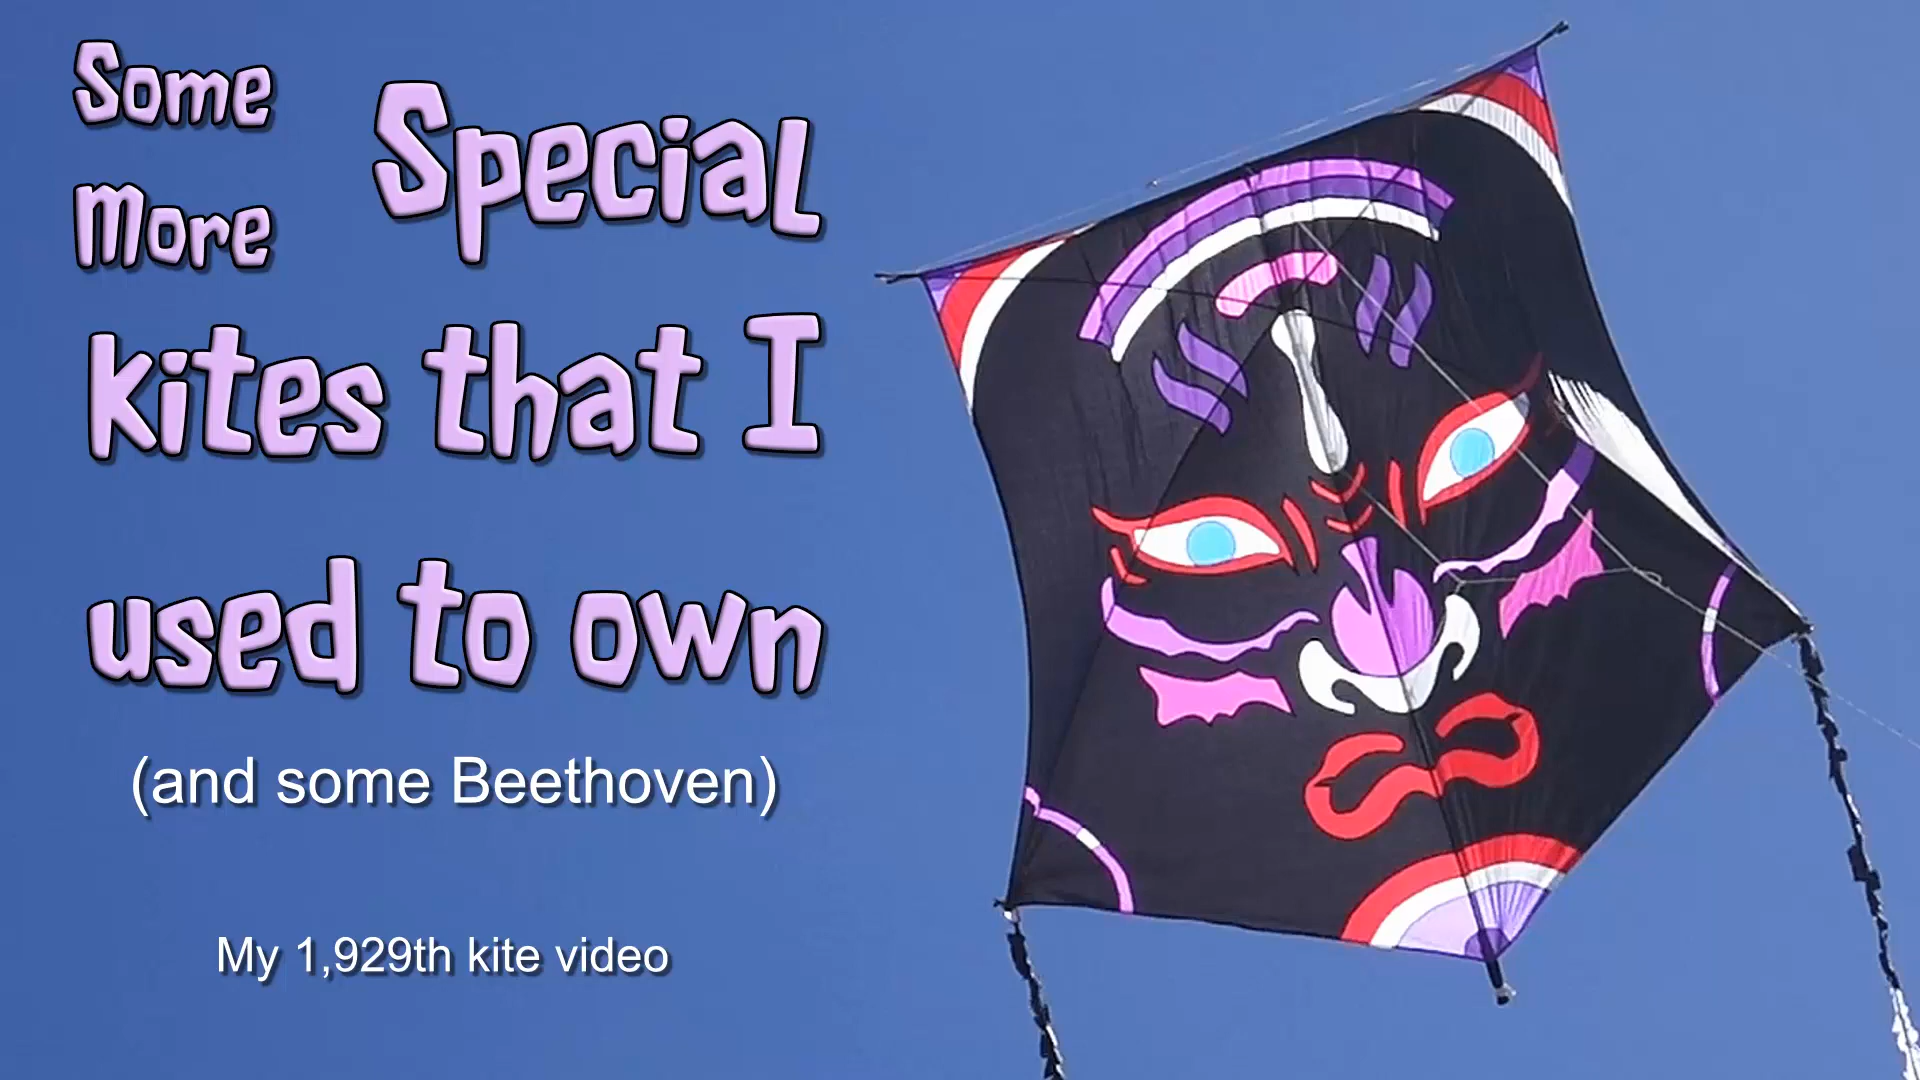 Some
More
Special
kites that I
used to own
(and some Beethoven)
My 1,929th kite video